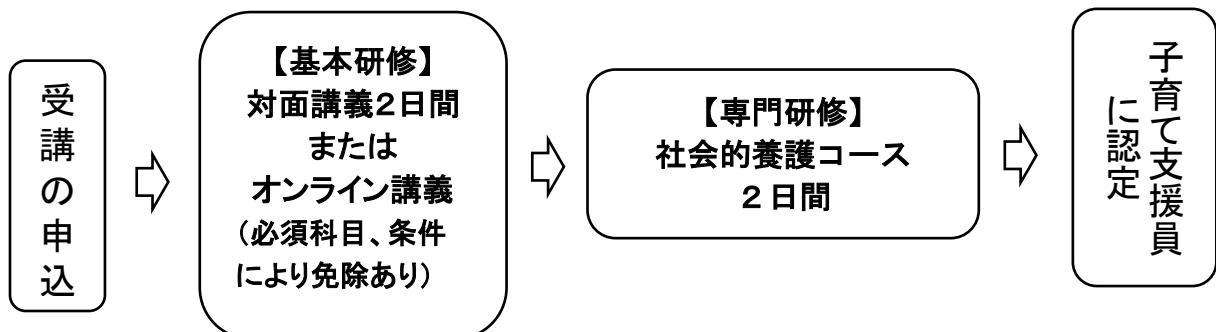 受講の申込
【基本研修】
対面講義２日間
または
オンライン講義
（必須科目、条件
により免除あり）
【専門研修】
社会的養護コース
２日間
子育て支援員
に認定